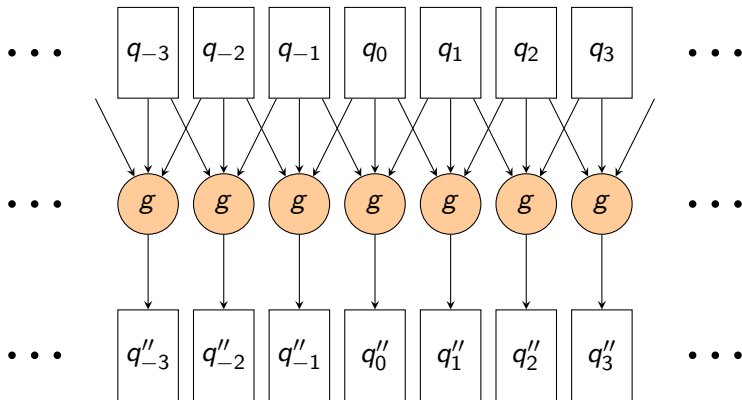 ••• q₋₃ q₋₂ q₋₁ q₀ q₁ q₂ q₃ •••
••• g g g g g g g •••
••• q″₋₃ q″₋₂ q″₋₁ q″₀ q″₁ q″₂ q″₃ •••